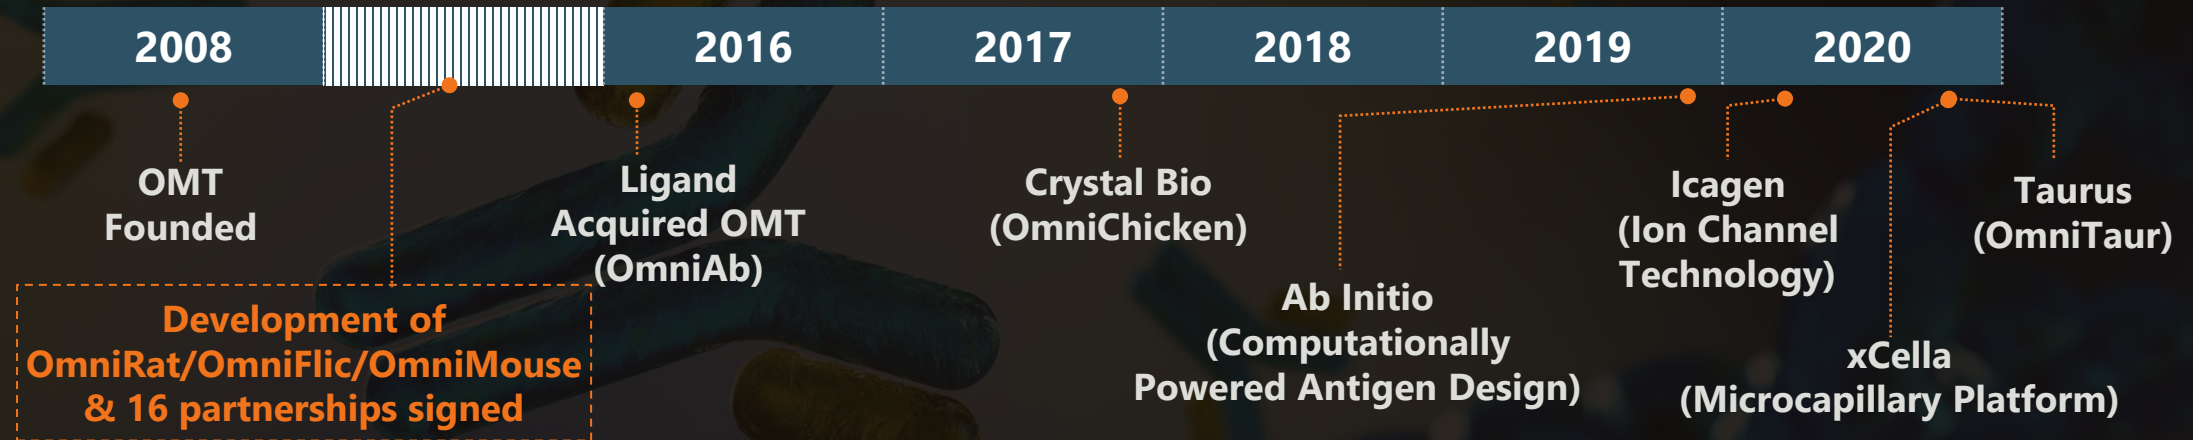 2008
2016
2017
2018
2019
2020
OMT
Founded
Development of
OmniRat/OmniFlic/OmniMouse
& 16 partnerships signed
Ligand
Acquired OMT
(OmniAb)
Crystal Bio
(OmniChicken)
Ab Initio
(Computationally
Powered Antigen Design)
Icagen
(Ion Channel
Technology)
xCella
(Microcapillary Platform)
Taurus
(OmniTaur)